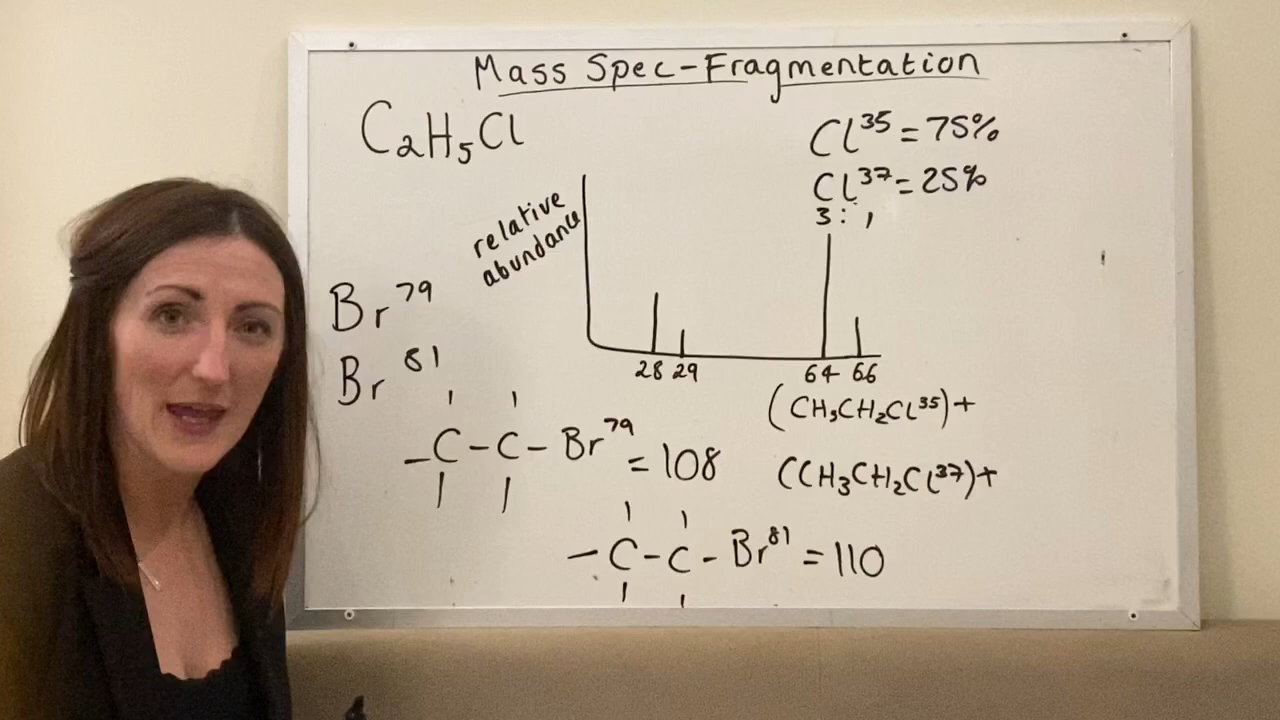 Mass Spec-Fragmentation
C₂H₅Cl
Cl³⁵ = 75%
Cl³⁷ = 25%
3 : 1
relative
abundance
28 29 64 66
(CH₃CH₂Cl³⁵)+
((CH₃CH₂Cl³⁷)+
Br⁷⁹
Br⁸¹
-C-C-Br⁷⁹ = 108
-C-C-Br⁸¹ = 110